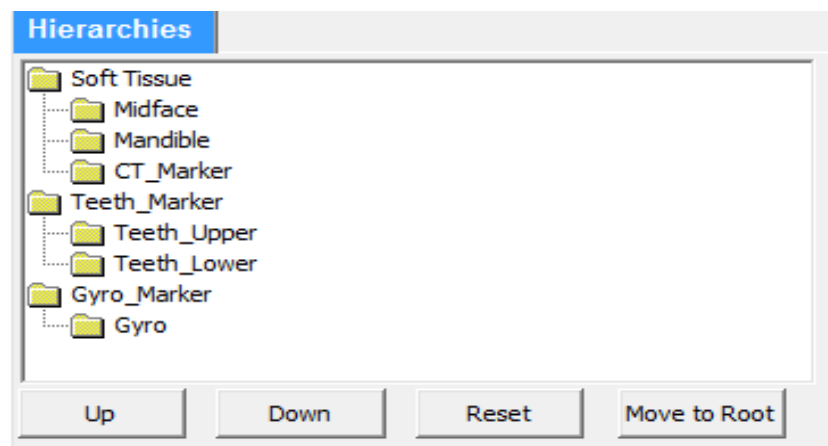 Hierarchies
Soft Tissue
Midface
Mandible
CT_Marker
Teeth_Marker
Teeth_Upper
Teeth_Lower
Gyro_Marker
Gyro
Up Down Reset Move to Root